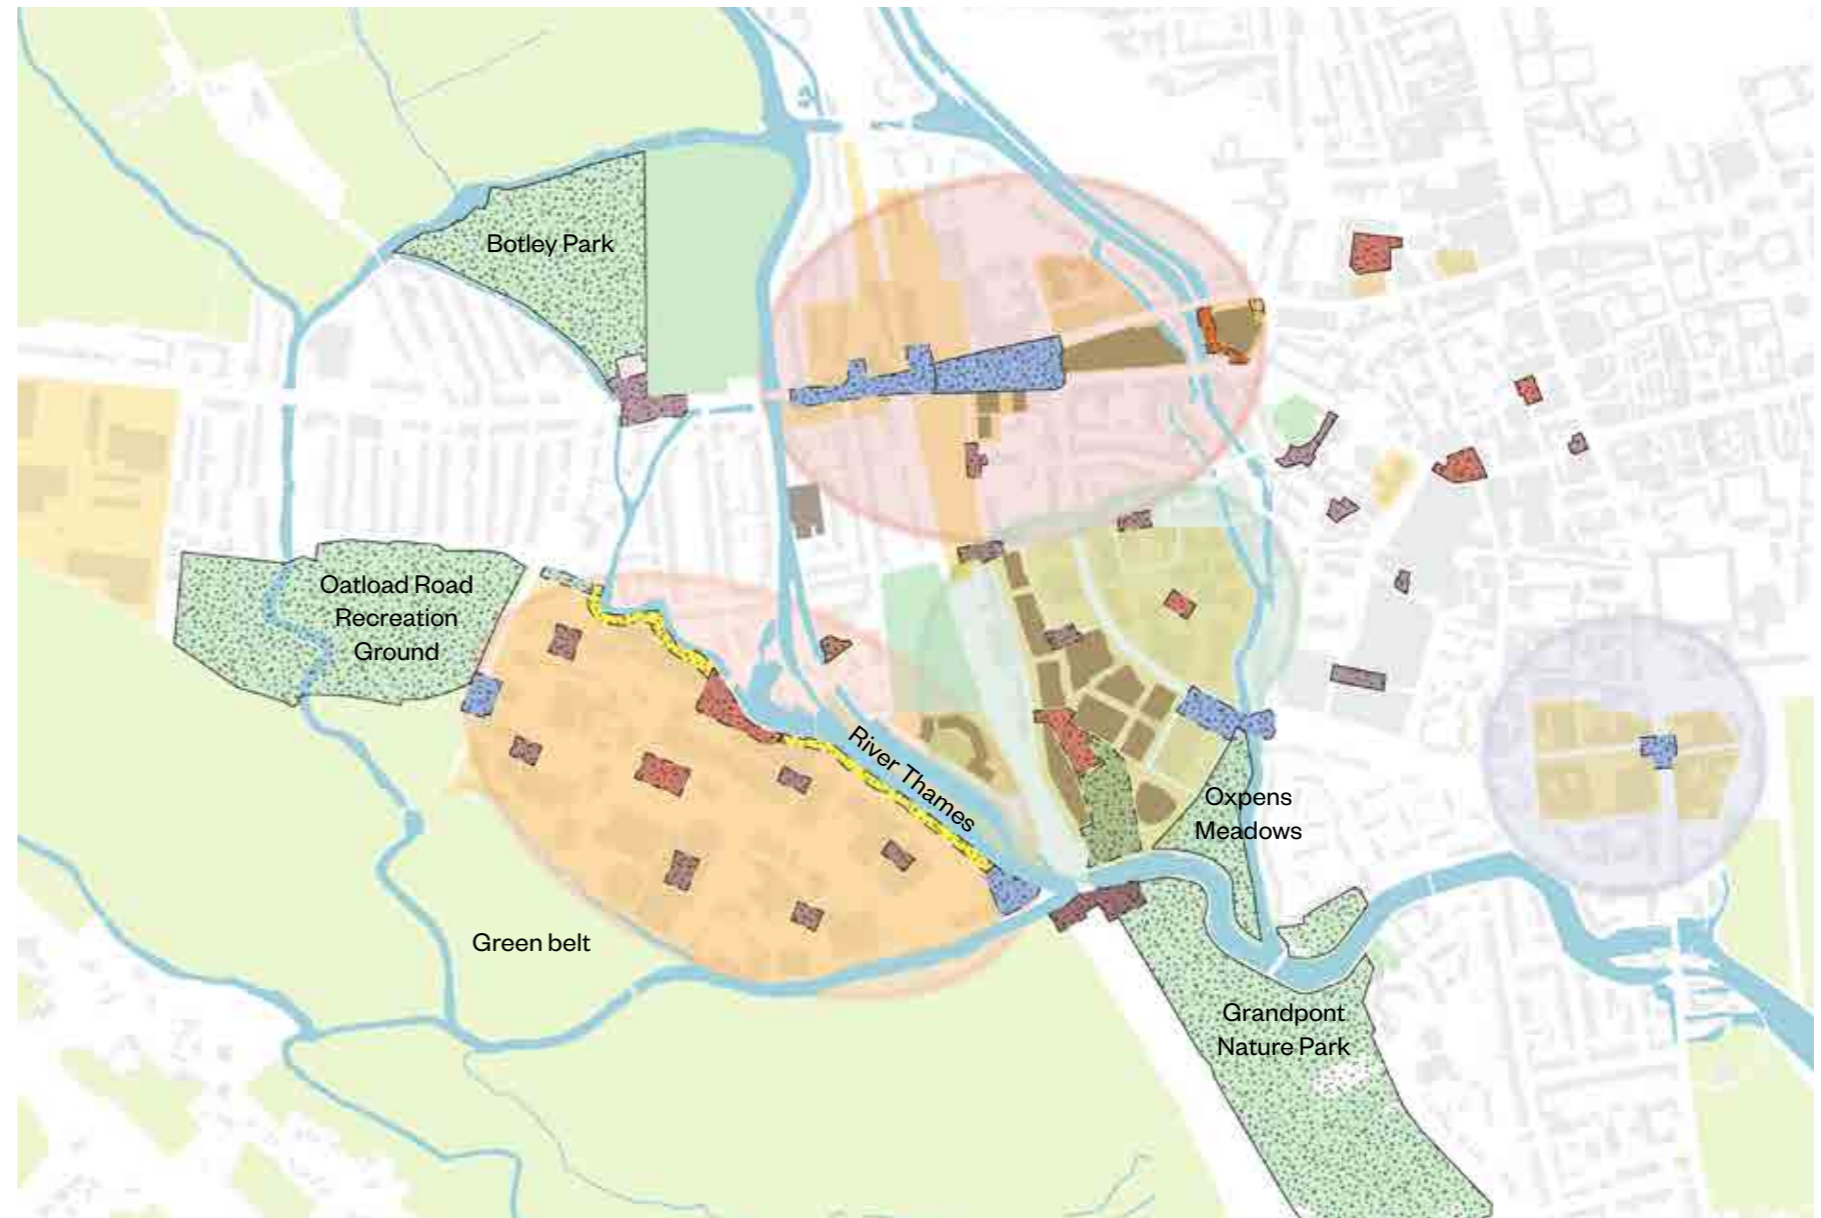 Botley Park
Oatload Road
Recreation
Ground
River Thames
Oxpens
Meadows
Green belt
Grandpont
Nature Park